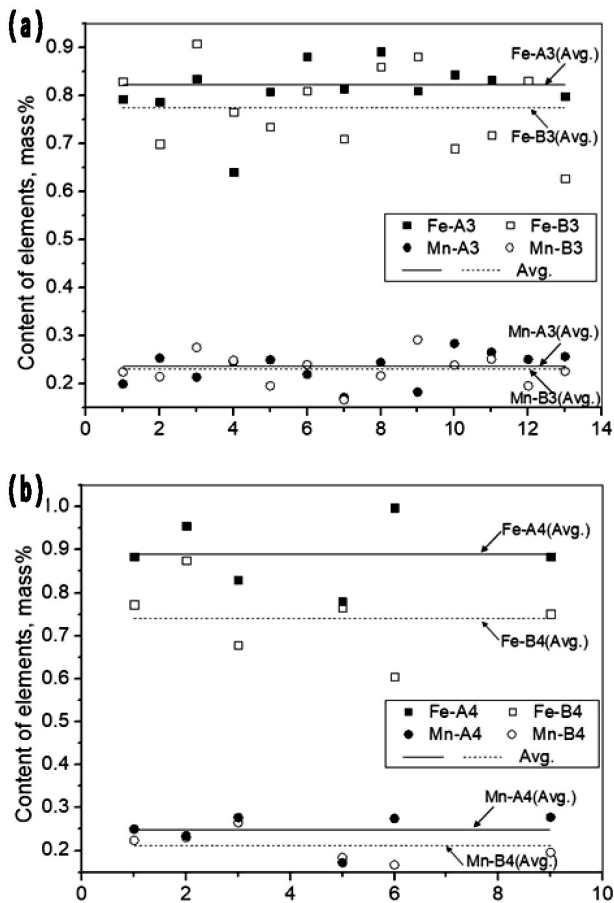 (a)
Content of elements, mass%
0.9
0.8
0.7
0.6
0.5
0.4
0.3
0.2
Fe-A3(Avg.)
Fe-B3(Avg.)
Fe-A3 Fe-B3
Mn-A3 Mn-B3
Avg.
Mn-A3(Avg.)
Mn-B3(Avg.)
0 2 4 6 8 10 12 14
(b)
Content of elements, mass%
1.0
0.9
0.8
0.7
0.6
0.5
0.4
0.3
0.2
Fe-A4(Avg.)
Fe-B4(Avg.)
Fe-A4 Fe-B4
Mn-A4 Mn-B4
Avg.
Mn-A4(Avg.)
Mn-B4(Avg.)
0 2 4 6 8 10